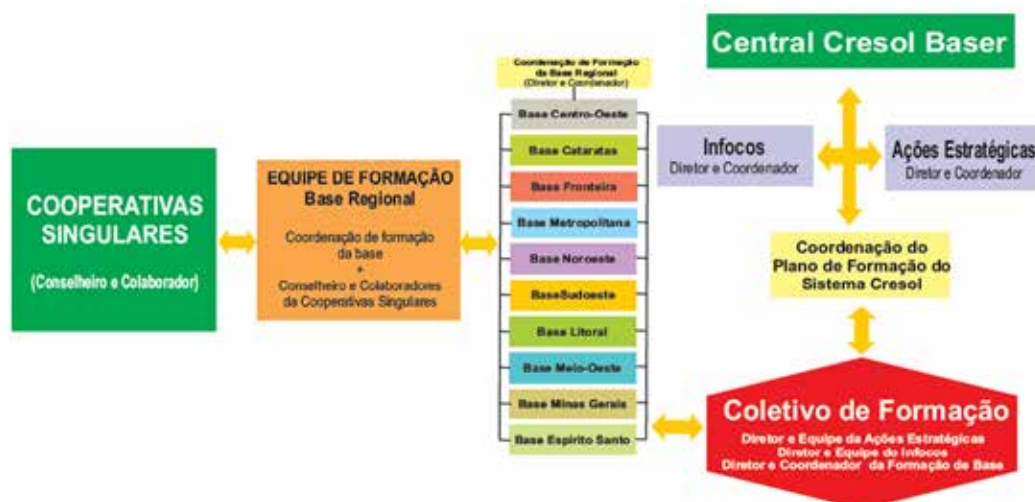 COOPERATIVAS
SINGULARES
(Conselheiro e Colaborador)
EQUIPE DE FORMAÇÃO
Base Regional
Coordenação de formação
da base
+
Conselheiro e Colaboradores
da Cooperativas Singulares
Coordenação de Formação
da Base Regional
(Diretor e Coordenador)
Base Centro-Oeste
Base Cataratas
Base Fronteira
Base Metropolitana
Base Noroeste
BaseSudoeste
Base Litoral
Base Meio-Oeste
Base Minas Gerais
Base Espirito Santo
Central Cresol Baser
Infocos
Diretor e Coordenador
Ações Estratégicas
Diretor e Coordenador
Coordenação do
Plano de Formação do
Sistema Cresol
Coletivo de Formação
Diretor e Equipe da Ações Estratégicas
Diretor e Equipe do Infocos
Diretor e Coordenador da Formação de Base